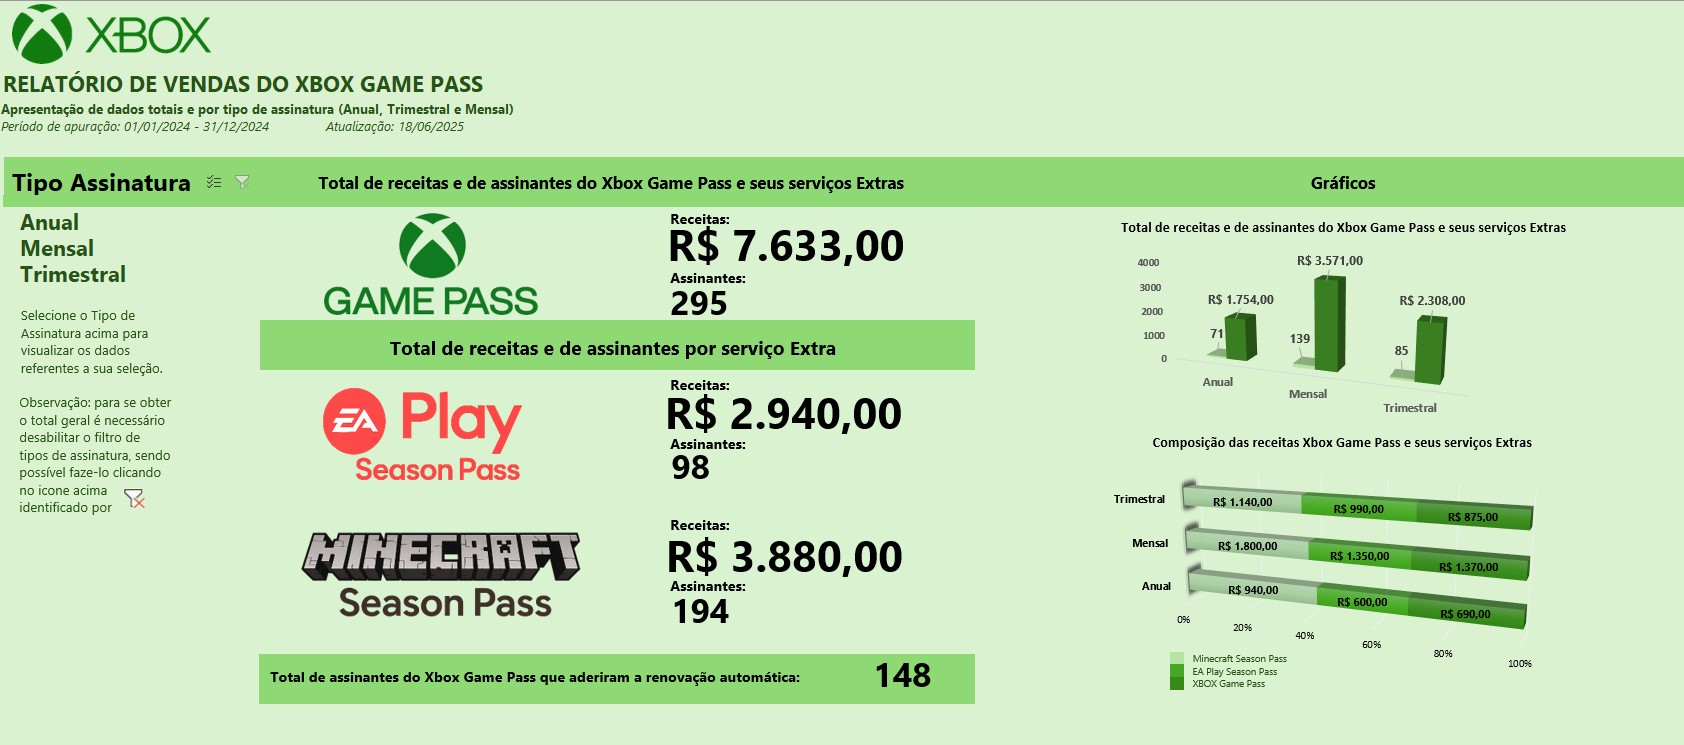 XBOX
RELATÓRIO DE VENDAS DO XBOX GAME PASS
Apresentação de dados totais e por tipo de assinatura (Anual, Trimestral e Mensal)
Período de apuração: 01/01/2024 - 31/12/2024 Atualização: 18/06/2025
Tipo Assinatura
Anual
Mensal
Trimestral
Selecione o Tipo de
Assinatura acima para
visualizar os dados
referentes a sua seleção.
Observação: para se obter
o total geral é necessário
desabilitar o filtro de
tipos de assinatura, sendo
possível faze-lo clicando
no icone acima
identificado por
Total de receitas e de assinantes do Xbox Game Pass e seus serviços Extras
GAME PASS
Receitas:
R$ 7.633,00
Assinantes:
295
Total de receitas e de assinantes por serviço Extra
EA Play
Season Pass
Receitas:
R$ 2.940,00
Assinantes:
98
MINECRAFT
Season Pass
Receitas:
R$ 3.880,00
Assinantes:
194
Total de assinantes do Xbox Game Pass que aderiram a renovação automática: 148
Gráficos
Total de receitas e de assinantes do Xbox Game Pass e seus serviços Extras
4000
3000
2000
1000
0
71
R$ 1.754,00
139
R$ 3.571,00
85
R$ 2.308,00
Anual
Mensal
Trimestral
Composição das receitas Xbox Game Pass e seus serviços Extras
Trimestral R$ 1.140,00 R$ 990,00 R$ 875,00
Mensal R$ 1.800,00 R$ 1.350,00 R$ 1.370,00
Anual R$ 940,00 R$ 600,00 R$ 690,00
0% 20% 40% 60% 80% 100%
Minecraft Season Pass
EA Play Season Pass
XBOX Game Pass